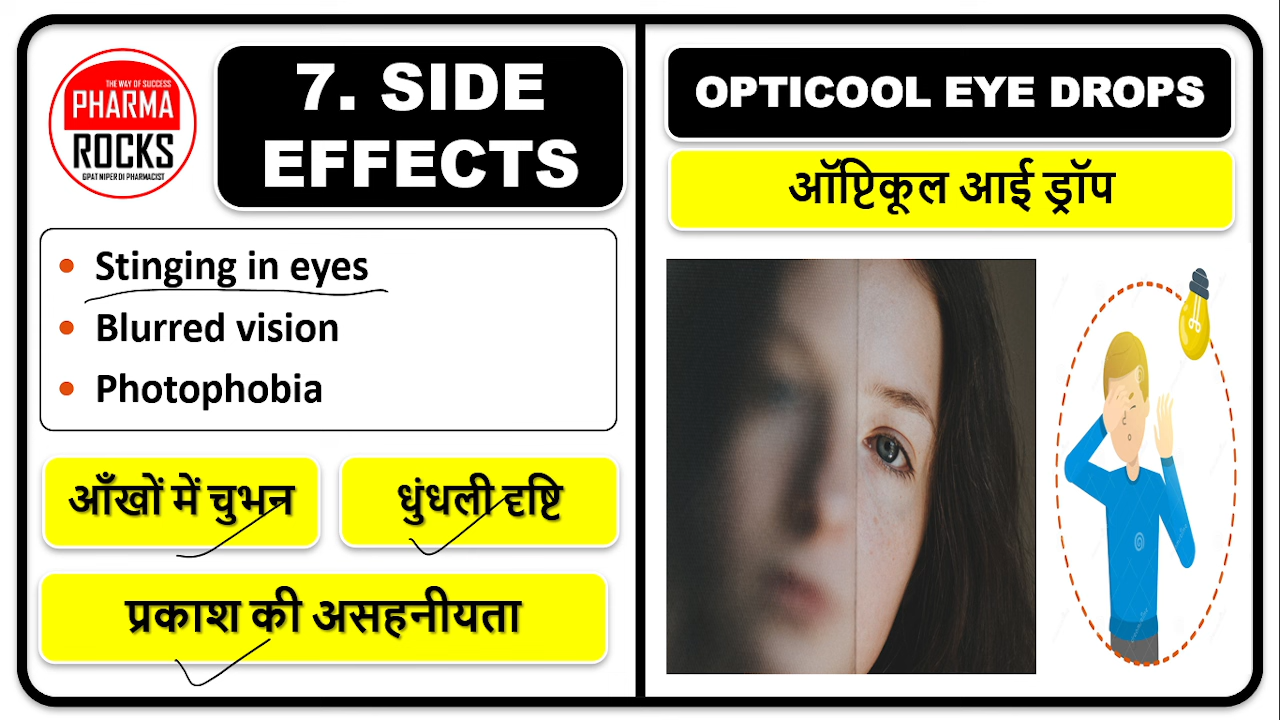 THE WAY OF SUCCESS
PHARMA
ROCKS
GPAT NIPER DI PHARMACIST
7. SIDE
EFFECTS
• Stinging in eyes
• Blurred vision
• Photophobia
आँखों में चुभन
धुंधली दृष्टि
प्रकाश की असहनीयता
OPTICOOL EYE DROPS
ऑप्टिकूल आई ड्रॉप